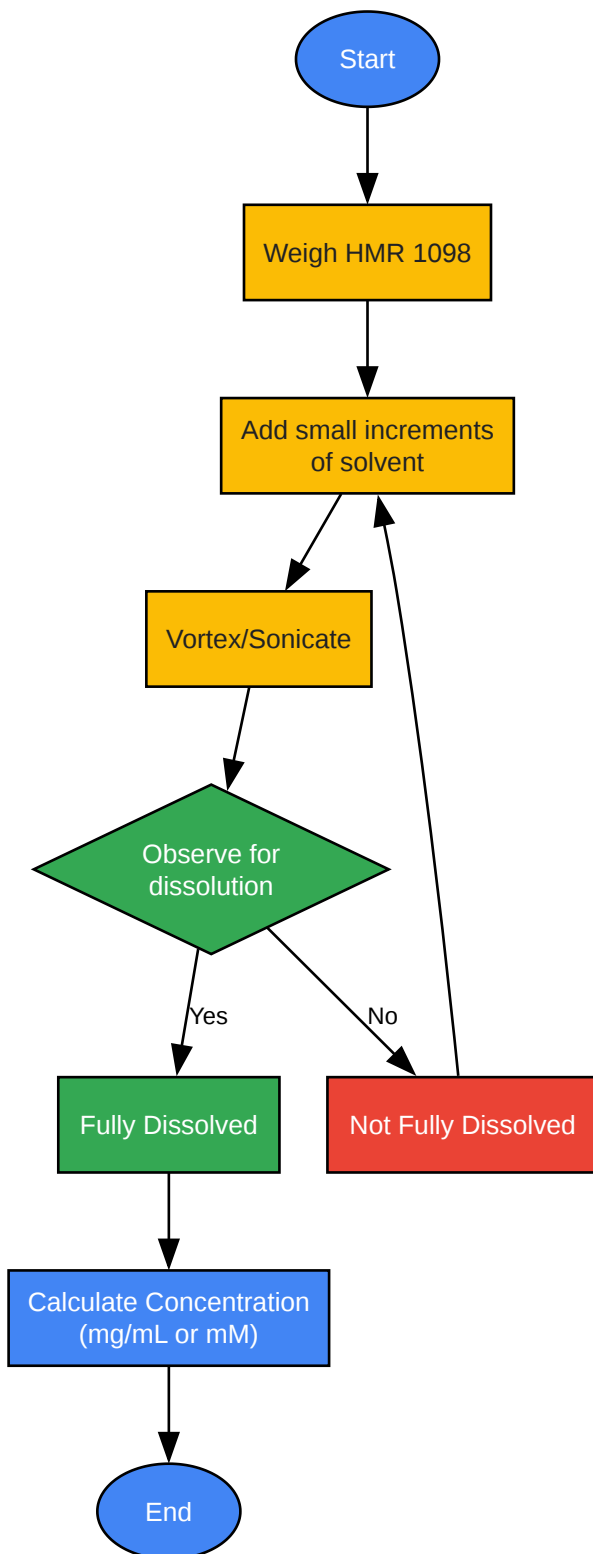 Start
Weigh HMR 1098
Add small increments
of solvent
Vortex/Sonicate
Observe for
dissolution
Yes
No
Fully Dissolved
Not Fully Dissolved
Calculate Concentration
(mg/mL or mM)
End